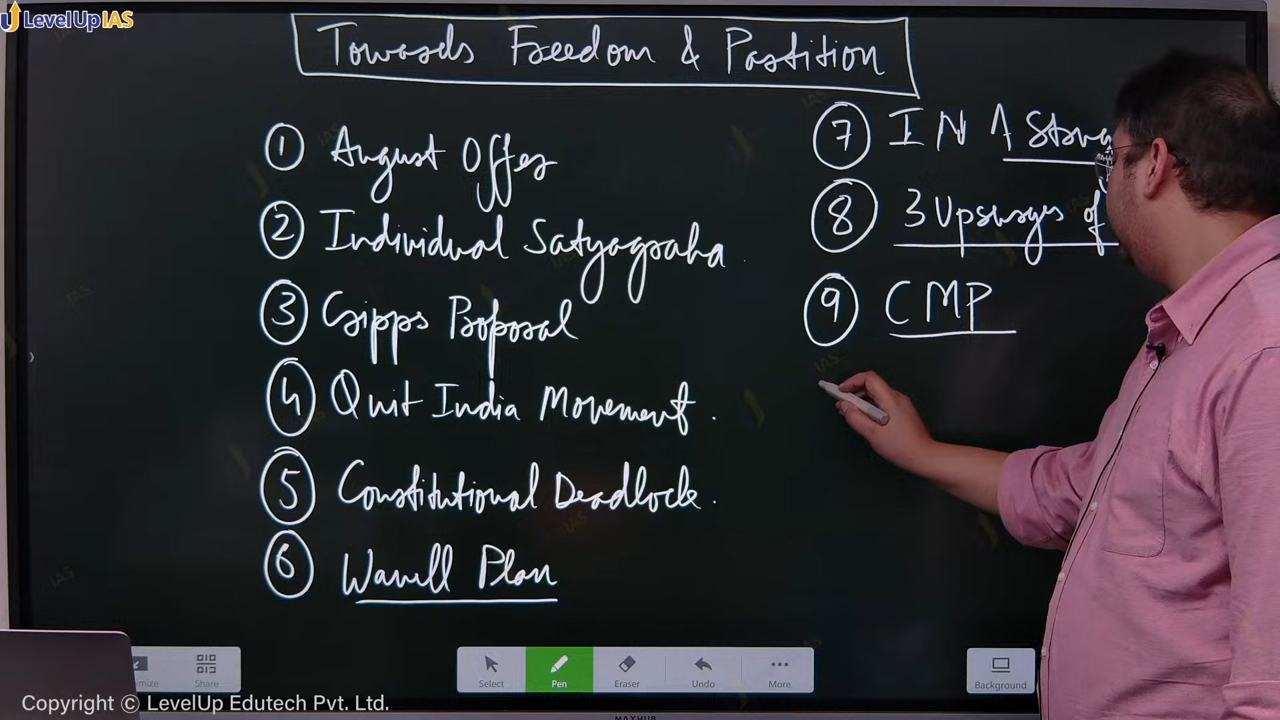 LevelUp IAS
Towards Freedom & Partition
1 August Offer
2 Individual Satyagraha
3 Cripps Proposal
4 Quit India Movement.
5 Constitutional Deadlock.
6 Wavell Plan
7 INA
8 3 Upsurges of
9 CMP
Share
Select
Pen
Eraser
Undo
More
Background
Copyright © LevelUp Edutech Pvt. Ltd.
MAXHUB